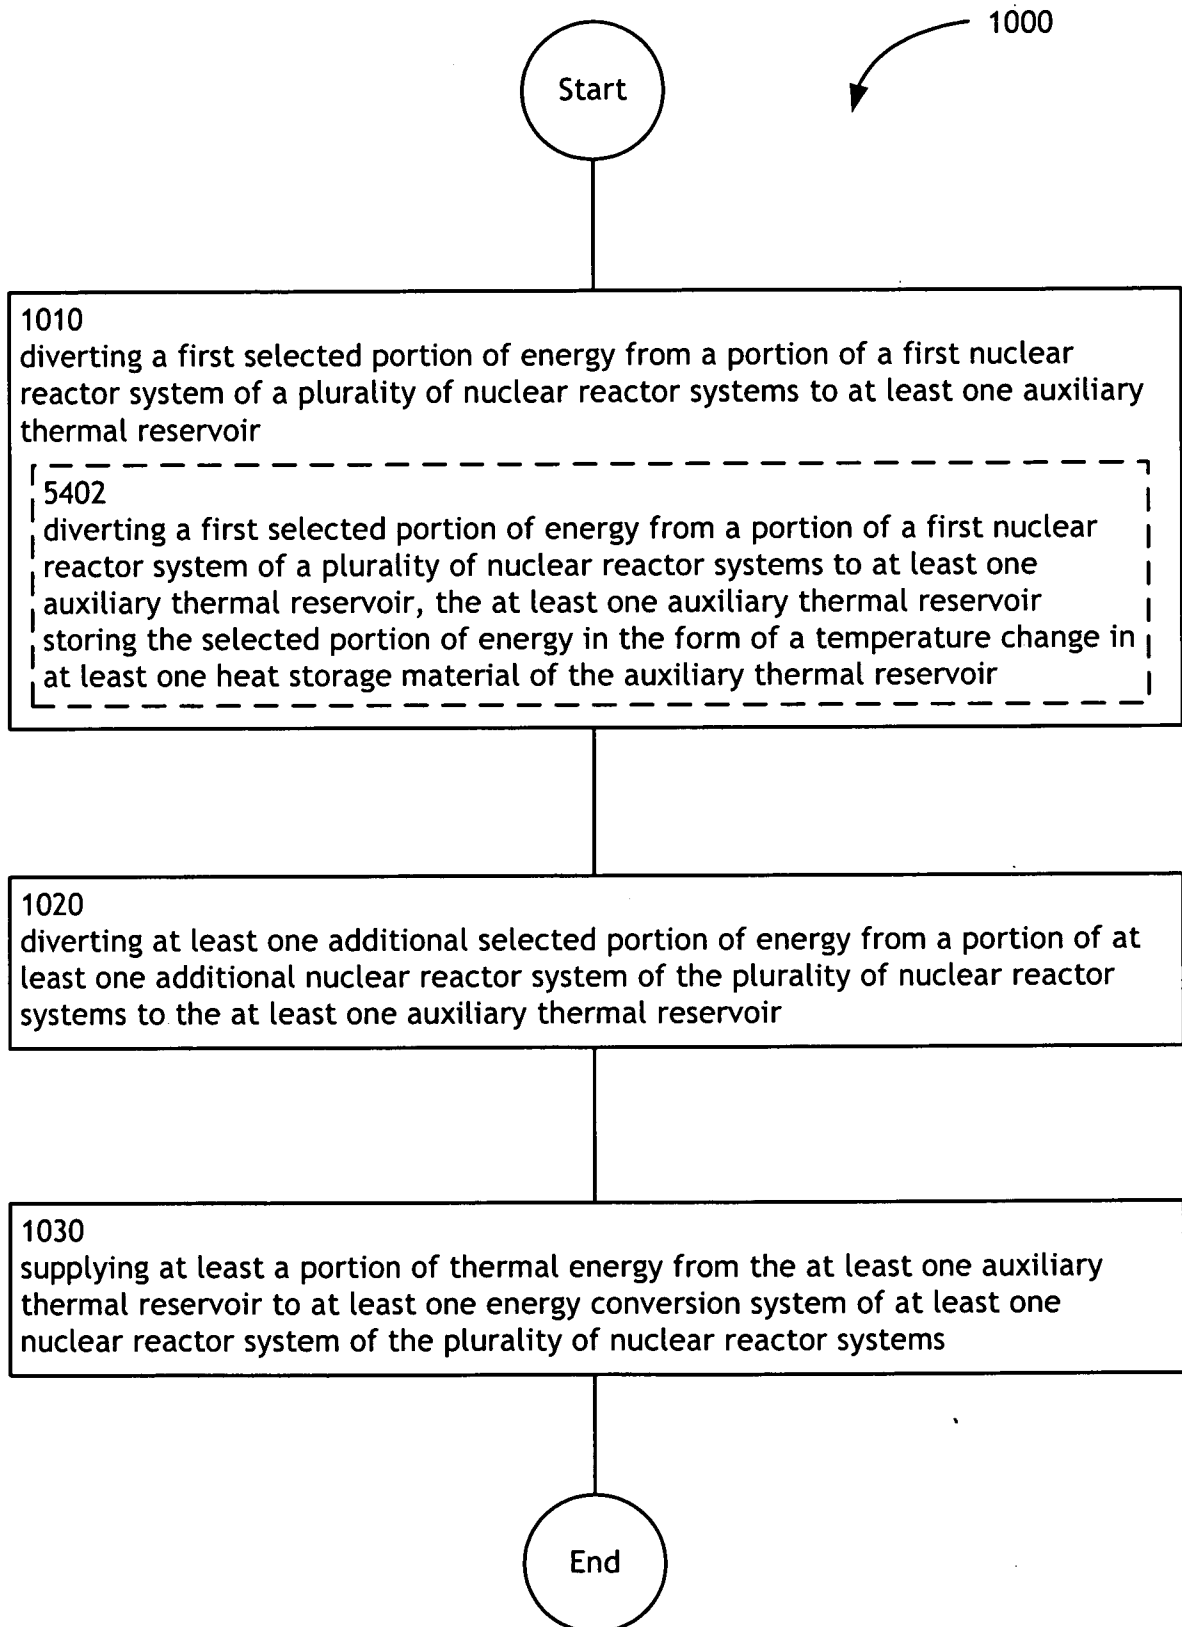 1000
Start
1010
diverting a first selected portion of energy from a portion of a first nuclear
reactor system of a plurality of nuclear reactor systems to at least one auxiliary
thermal reservoir
5402
diverting a first selected portion of energy from a portion of a first nuclear
reactor system of a plurality of nuclear reactor systems to at least one
auxiliary thermal reservoir, the at least one auxiliary thermal reservoir
storing the selected portion of energy in the form of a temperature change in
at least one heat storage material of the auxiliary thermal reservoir
1020
diverting at least one additional selected portion of energy from a portion of at
least one additional nuclear reactor system of the plurality of nuclear reactor
systems to the at least one auxiliary thermal reservoir
1030
supplying at least a portion of thermal energy from the at least one auxiliary
thermal reservoir to at least one energy conversion system of at least one
nuclear reactor system of the plurality of nuclear reactor systems
End